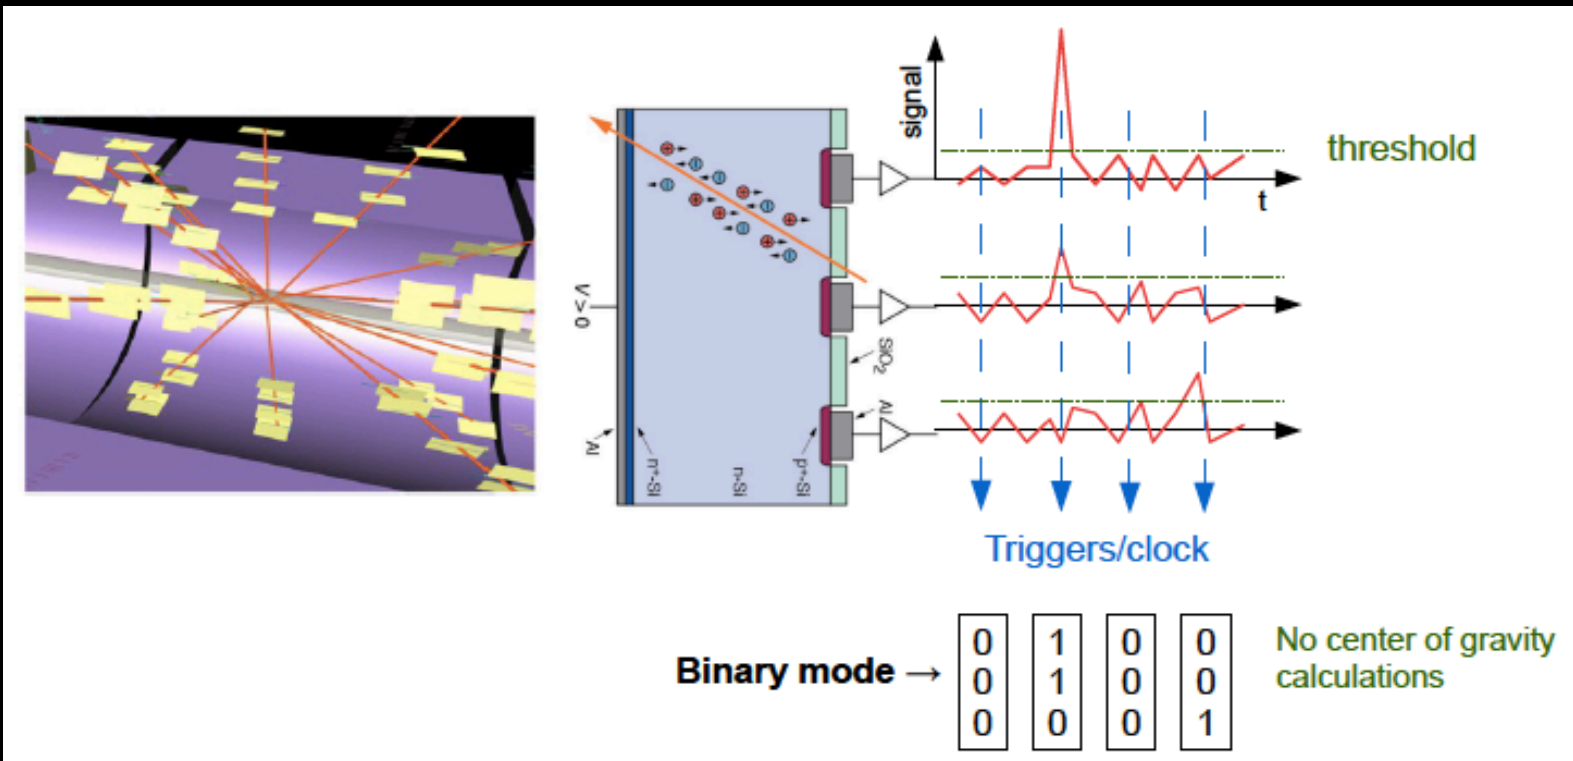 signal
threshold
t
V > 0
SiO2
Al
Al
n+-Si
n-Si
p+-Si
Triggers/clock
Binary mode →
0 1 0 0
0 1 0 0
0 0 0 1
No center of gravity
calculations